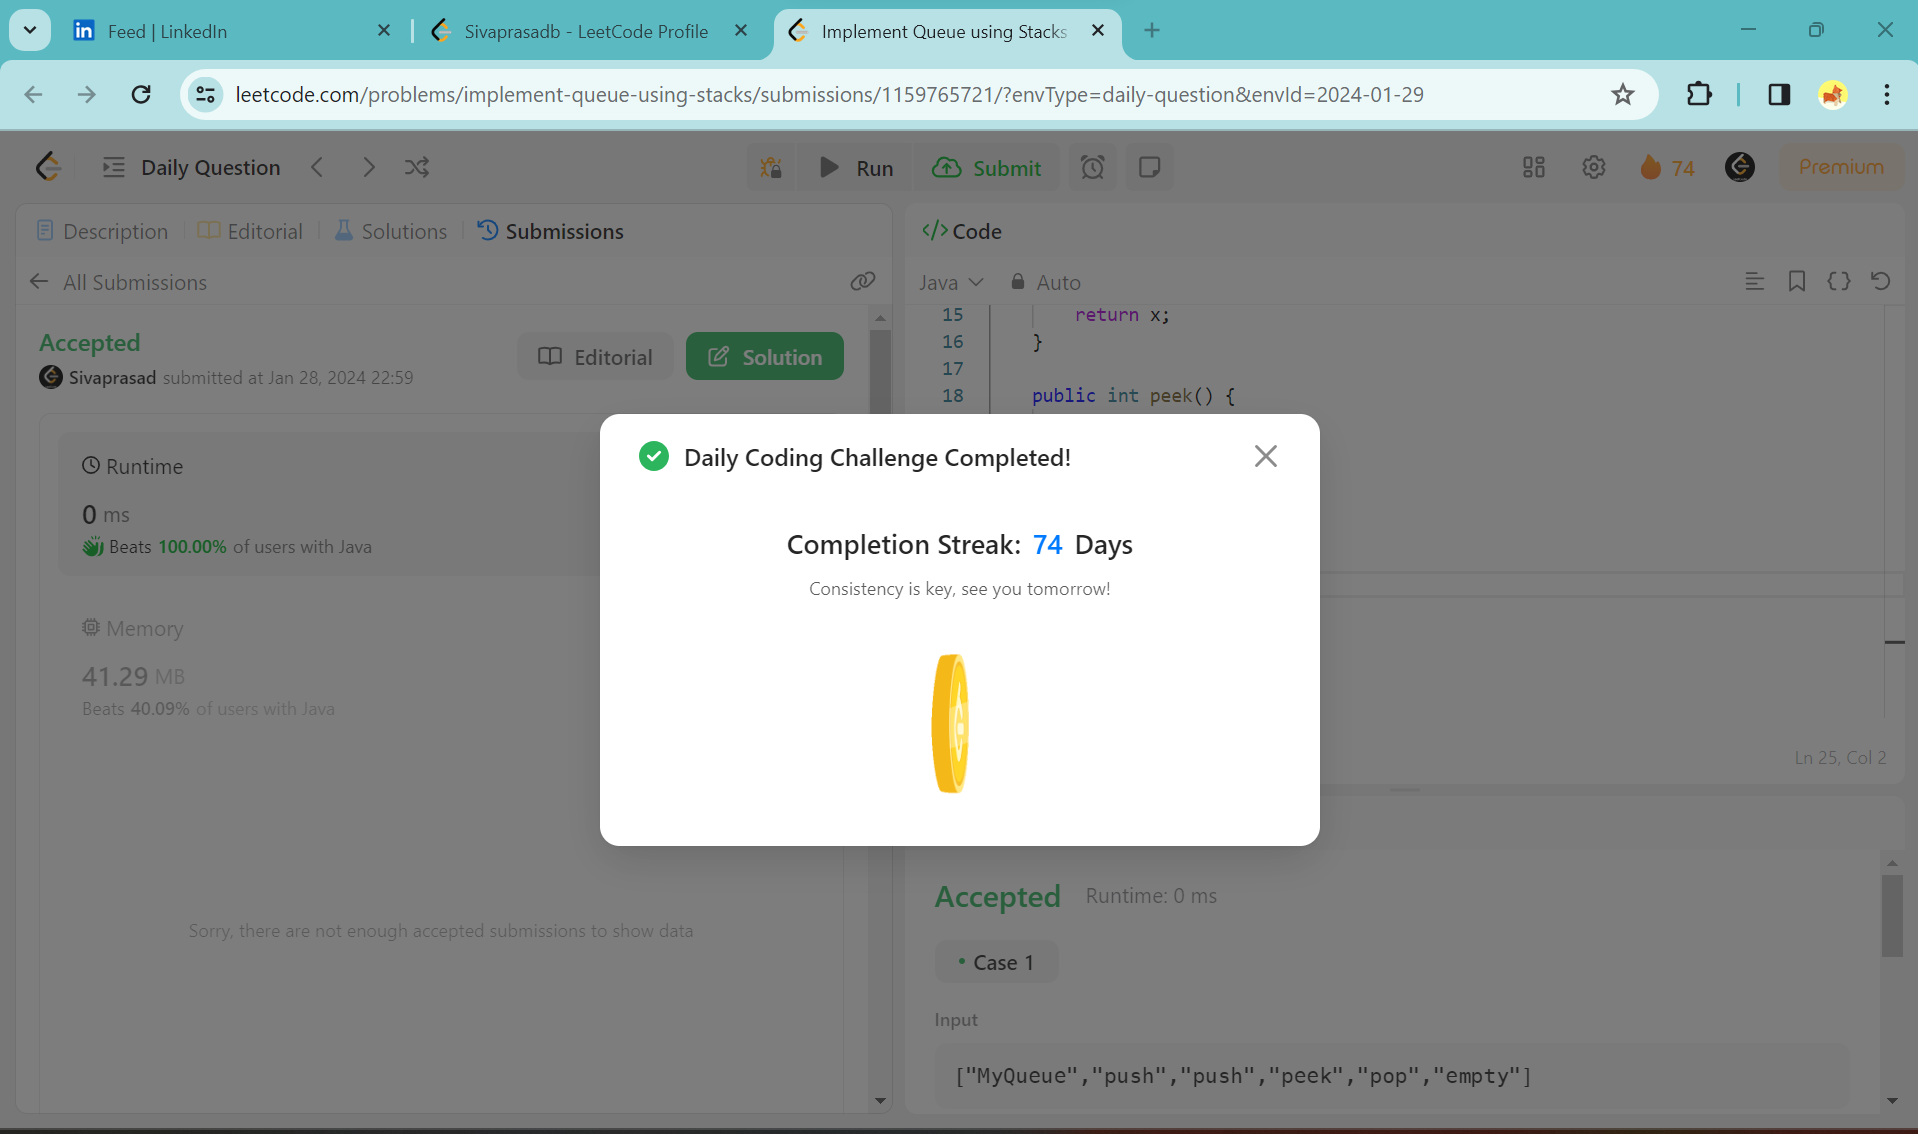 Feed | LinkedIn
Sivaprasadb - LeetCode Profile
Implement Queue using Stacks
leetcode.com/problems/implement-queue-using-stacks/submissions/1159765721/?envType=daily-question&envId=2024-01-29
Daily Question
Run
Submit
74
Premium
Description
Editorial
Solutions
Submissions
All Submissions
Accepted
Sivaprasad submitted at Jan 28, 2024 22:59
Editorial
Solution
Runtime
0 ms
Beats 100.00% of users with Java
Memory
41.29 MB
Beats 40.09% of users with Java
Sorry, there are not enough accepted submissions to show data
</> Code
Java
Auto
15 return x;
16 }
17
18 public int peek() {
Daily Coding Challenge Completed!
Completion Streak: 74 Days
Consistency is key, see you tomorrow!
Ln 25, Col 2
Accepted Runtime: 0 ms
• Case 1
Input
["MyQueue","push","push","peek","pop","empty"]